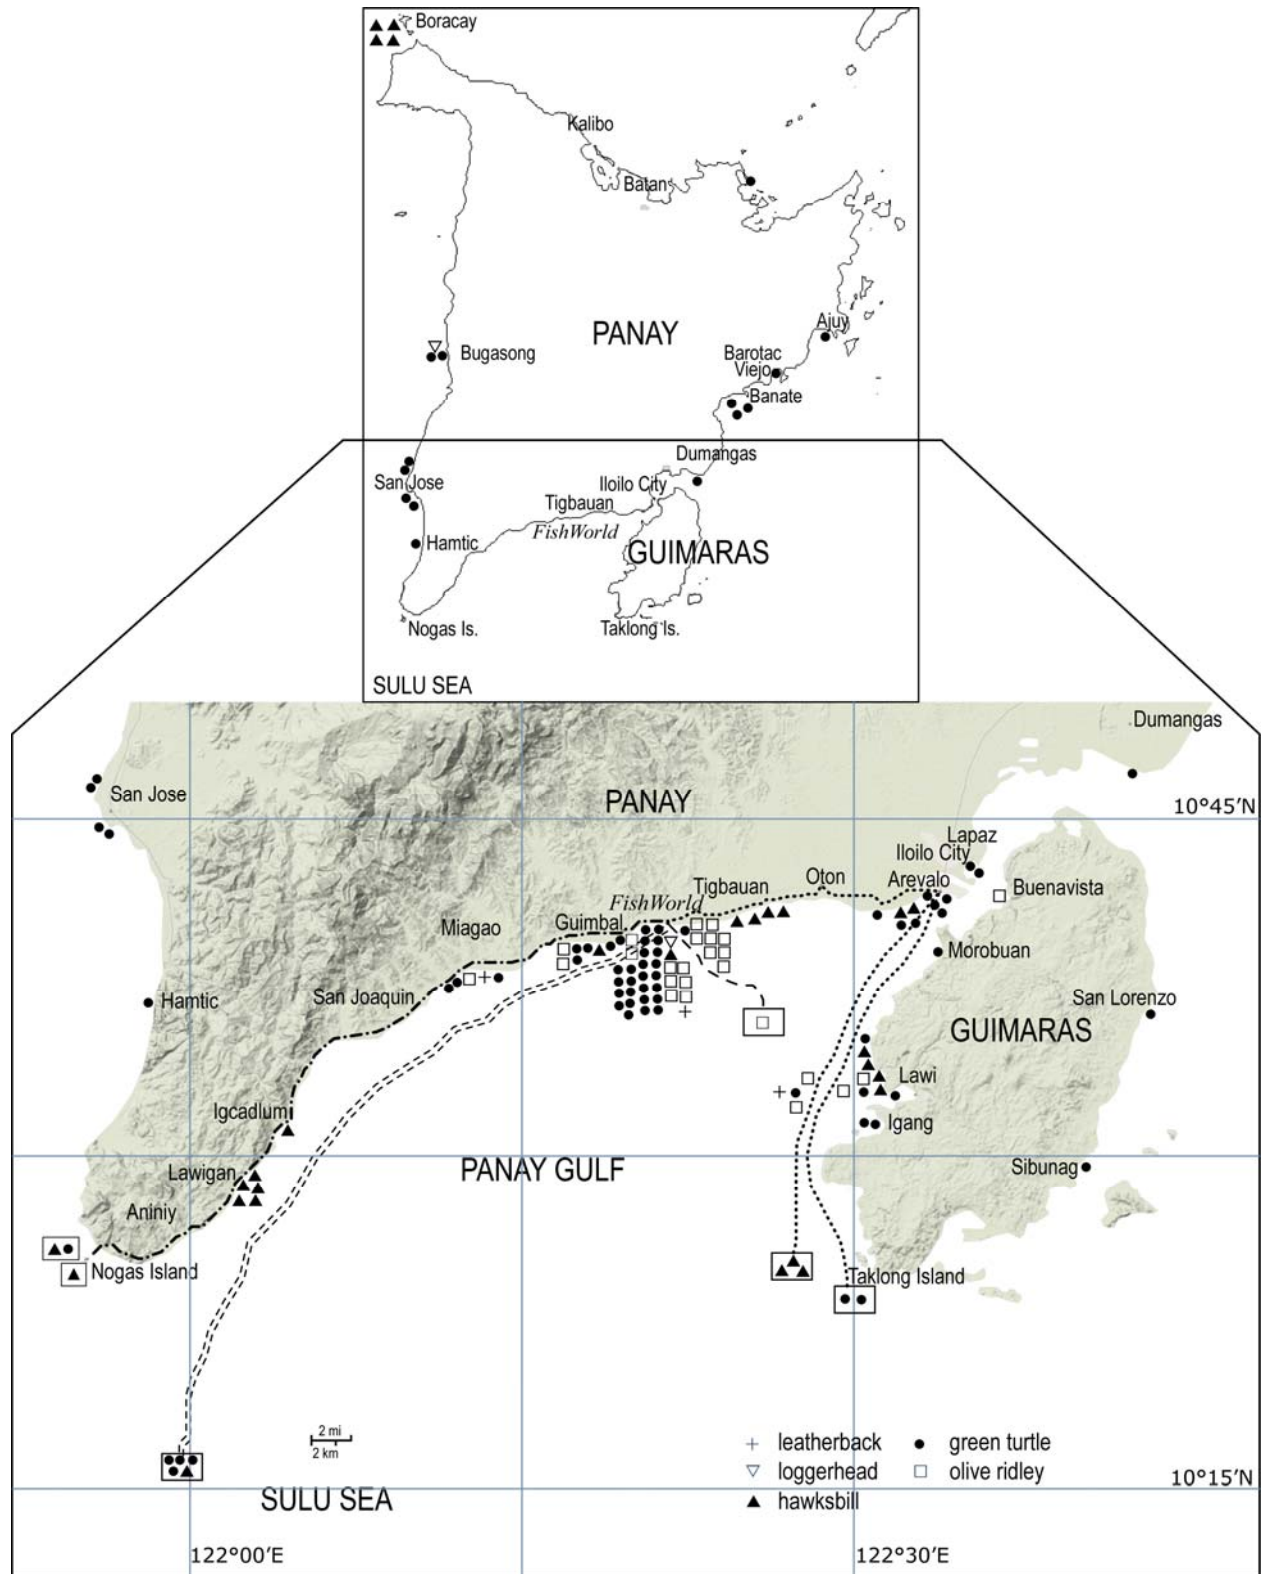 Boracay
Kalibo
Batan
PANAY
Ajuy
Bugasong
Barotac
Viejo
Banate
Dumangas
San Jose
Iloilo City
Tigbauan
FishWorld
Hamtic
GUIMARAS
Nogas Is.
Taklong Is.
SULU SEA
Dumangas
San Jose
PANAY
10°45'N
Lapaz
Iloilo City
Arevalo
Oton
Tigbauan
Buenavista
FishWorld
Guimbal
Miagao
Morobuan
San Joaquin
Hamtic
San Lorenzo
GUIMARAS
Lawi
Igcadlum
Igang
Lawigan
PANAY GULF
Sibunag
Aniniy
Nogas Island
Taklong Island
2 mi
2 km
leatherback
green turtle
loggerhead
olive ridley
hawksbill
10°15'N
SULU SEA
122°00'E
122°30'E